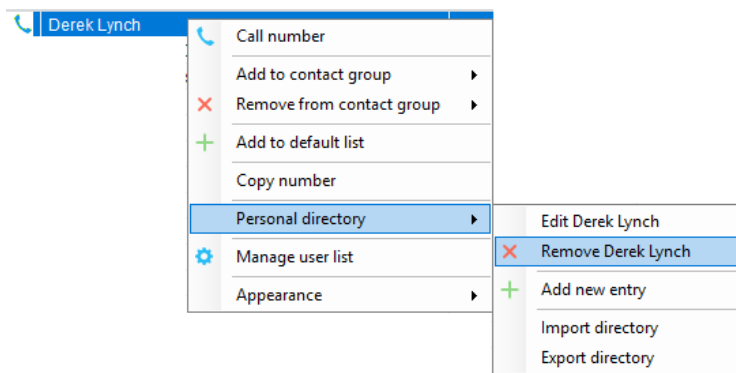 Derek Lynch
Call number
Add to contact group
Remove from contact group
Add to default list
Copy number
Personal directory
Manage user list
Appearance
Edit Derek Lynch
Remove Derek Lynch
Add new entry
Import directory
Export directory